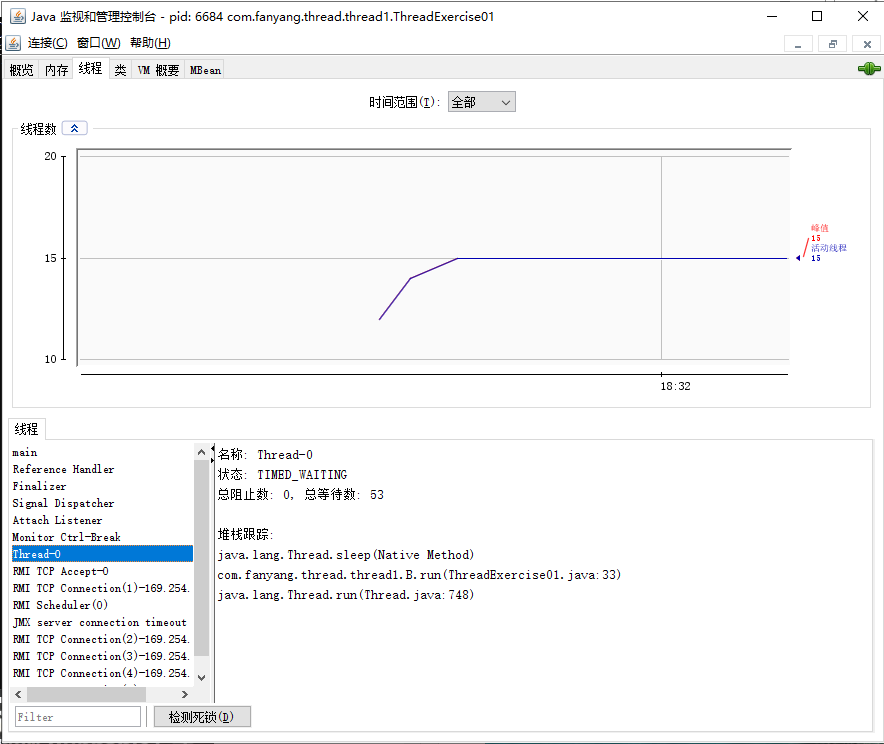 Java 监视和管理控制台 - pid: 6684 com.fanyang.thread.thread1.ThreadExercise01
连接(C) 窗口(W) 帮助(H)
概览 内存 线程 类 VM 概要 MBean
时间范围(T): 全部
线程数
20
15
10
峰值
15
活动线程
15
18:32
线程
main
Reference Handler
Finalizer
Signal Dispatcher
Attach Listener
Monitor Ctrl-Break
Thread-0
RMI TCP Accept-0
RMI TCP Connection(1)-169.254.
RMI Scheduler(0)
JMX server connection timeout
RMI TCP Connection(2)-169.254.
RMI TCP Connection(3)-169.254.
RMI TCP Connection(4)-169.254.
名称: Thread-0
状态: TIMED_WAITING
总阻止数: 0, 总等待数: 53
堆栈跟踪:
java.lang.Thread.sleep(Native Method)
com.fanyang.thread.thread1.B.run(ThreadExercise01.java:33)
java.lang.Thread.run(Thread.java:748)
Filter
检测死锁(D)